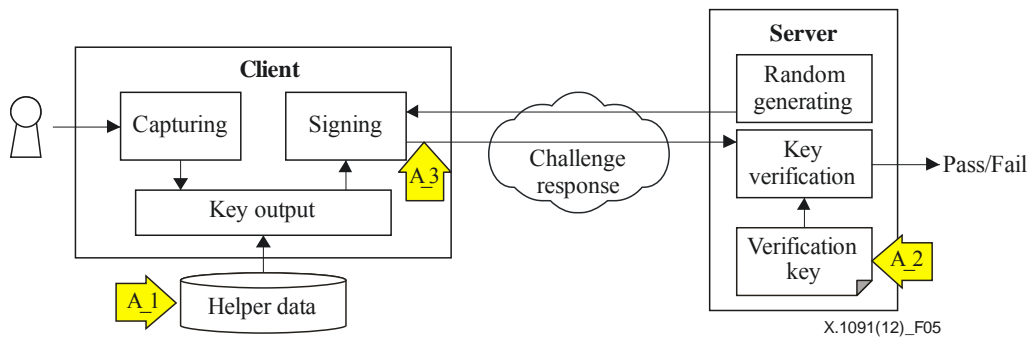 Server
Client
Random
generating
Capturing
Signing
Challenge
response
Key
verification
Pass/Fail
A_3
Key output
Verification
key
A_2
A_1
Helper data
X.1091(12)_F05